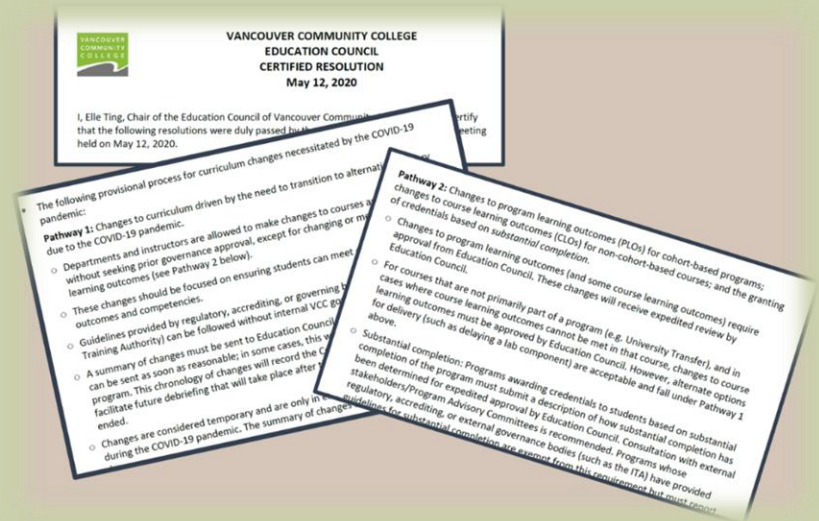 VANCOUVER
COMMUNITY
COLLEGE
VANCOUVER COMMUNITY COLLEGE
EDUCATION COUNCIL
CERTIFIED RESOLUTION
May 12, 2020
I, Elle Ting, Chair of the Education Council of Vancouver
that the following resolutions were duly passed
held on May 12, 2020.
• The following provisional process for curriculum changes necessitated by the COVID-19
pandemic:
Pathway 1: Changes to curriculum driven by the need to transition to
due to the COVID-19 pandemic.
o Departments and instructors are allowed to make changes to courses
without seeking prior governance approval, except for changing or
learning outcomes (see Pathway 2 below).
o These changes should be focused on ensuring students can meet
outcomes and competencies.
o Guidelines provided by regulatory, accrediting, or governing
Training Authority) can be followed without internal VCC
o A summary of changes must be sent to Education Council
can be sent as soon as reasonable; in some cases, this
program. This chronology of changes will record the
facilitate future debriefing that will take place after
ended.
o Changes are considered temporary and are only in
during the COVID-19 pandemic. The summary of changes
Pathway 2: Changes to program learning outcomes (PLOs) for cohort-based programs;
changes to course learning outcomes (CLOs) for non-cohort-based courses; and the granting
of credentials based on substantial completion.
o Changes to program learning outcomes (and some course learning outcomes) require
approval from Education Council. These changes will receive expedited review by
Education Council.
o For courses that are not primarily part of a program (e.g. University Transfer), and in
cases where course learning outcomes cannot be met in that course, changes to course
learning outcomes must be approved by Education Council. However, alternate options
for delivery (such as delaying a lab component) are acceptable and fall under Pathway 1
above.
o Substantial completion: Programs awarding credentials to students based on substantial
completion of the program must submit a description of how substantial completion has
been determined for expedited approval by Education Council. Consultation with external
stakeholders/Program Advisory Committees is recommended. Programs whose
regulatory, accrediting, or external governance bodies (such as the ITA) have provided
guidelines for substantial completion are exempt from this requirement but must report